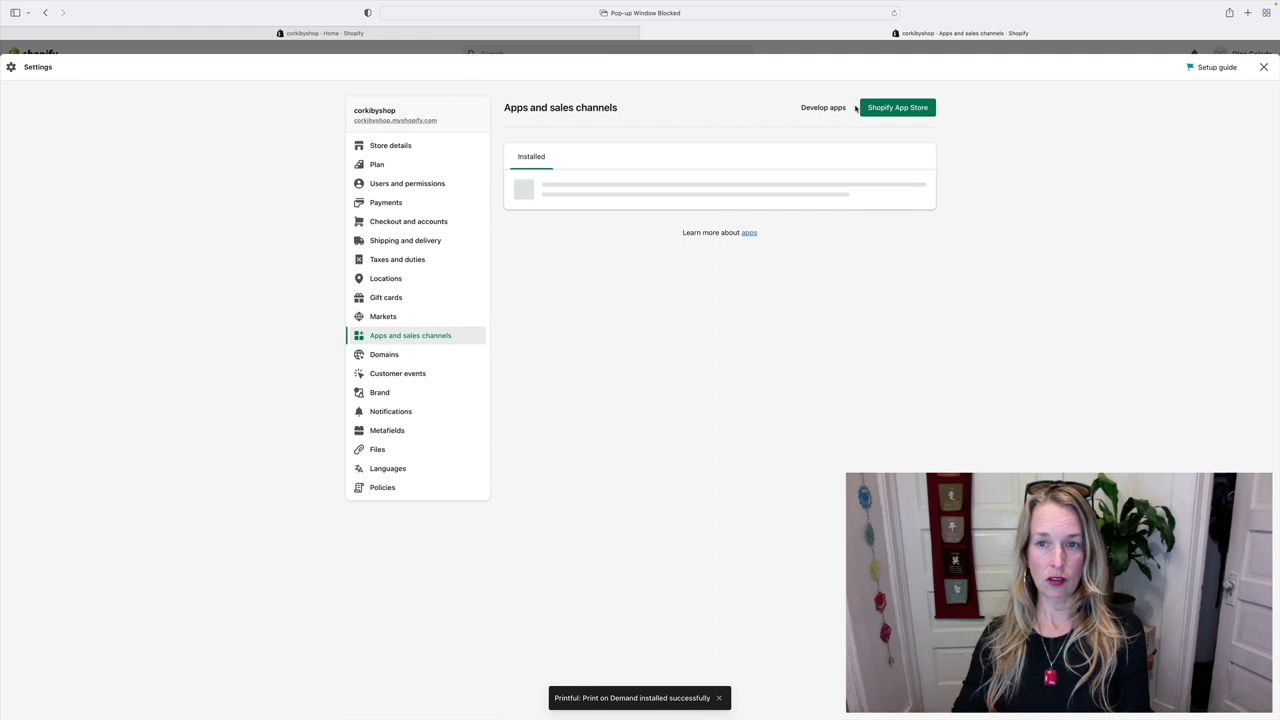 Pop-up Window Blocked
corkibyshop · Home · Shopify
corkibyshop · Apps and sales channels · Shopify
shopify
Search
Settings
Setup guide
corkibyshop
corkibyshop.myshopify.com
Store details
Plan
Users and permissions
Payments
Checkout and accounts
Shipping and delivery
Taxes and duties
Locations
Gift cards
Markets
Apps and sales channels
Domains
Customer events
Brand
Notifications
Metafields
Files
Languages
Policies
Apps and sales channels
Develop apps
Shopify App Store
Installed
Learn more about apps
Printful: Print on Demand installed successfully